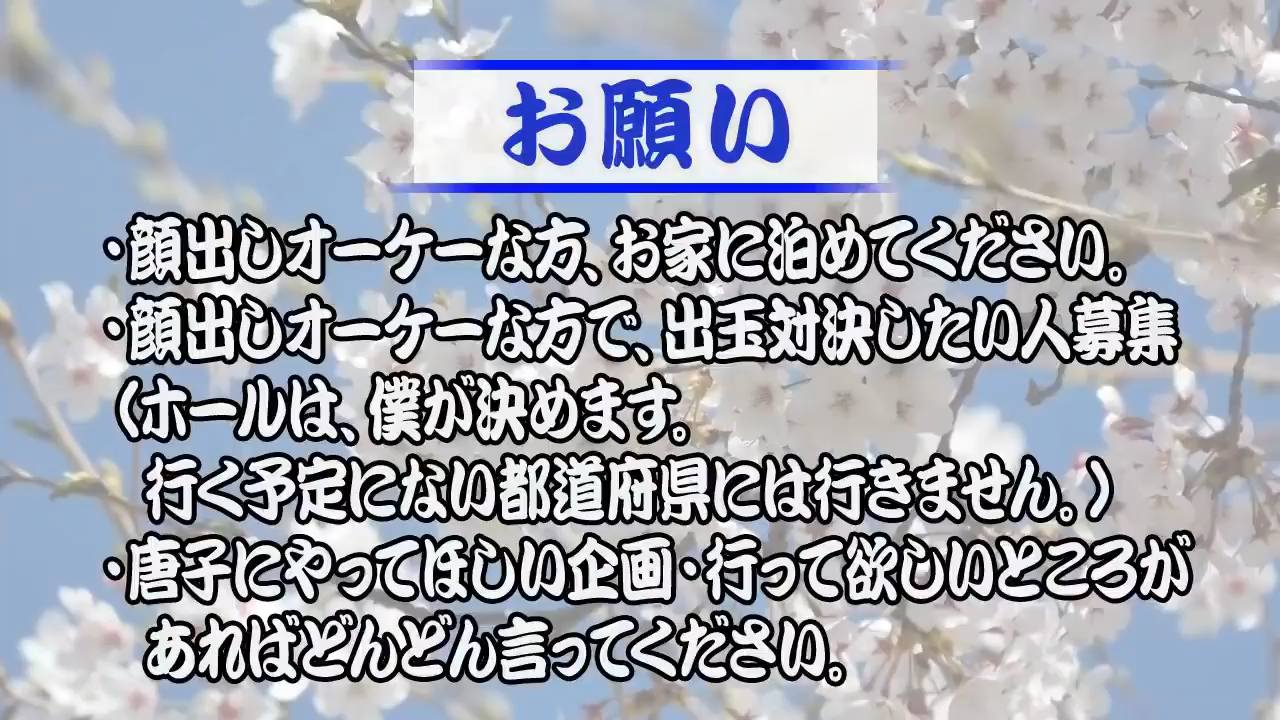 お願い
・顔出しオーケーな方、お家に泊めてください。
・顔出しオーケーな方で、出玉対決したい人募集
（ホールは、僕が決めます。
行く予定にない都道府県には行きません。）
・唐子にやってほしい企画・行って欲しいところが
あればどんどん言ってください。